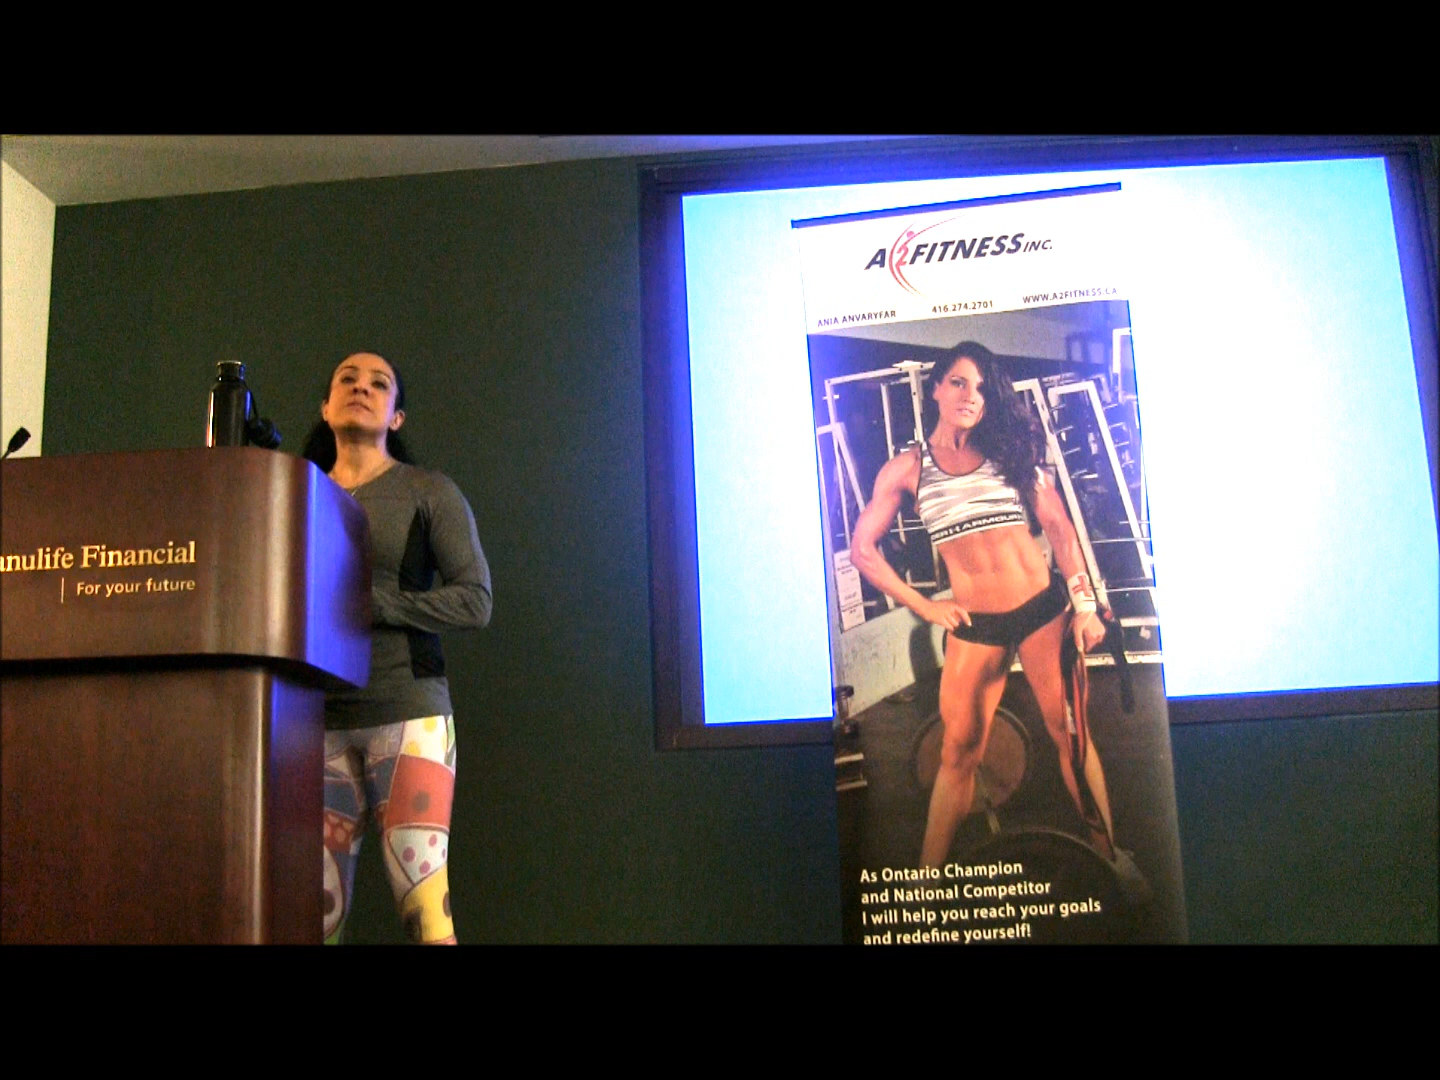 anulife Financial
For your future
A2FITNESS INC.
ANIA ANVARYFAR 416.274.2701 WWW.A2FITNESS.CA
As Ontario Champion
and National Competitor
I will help you reach your goals
and redefine yourself!